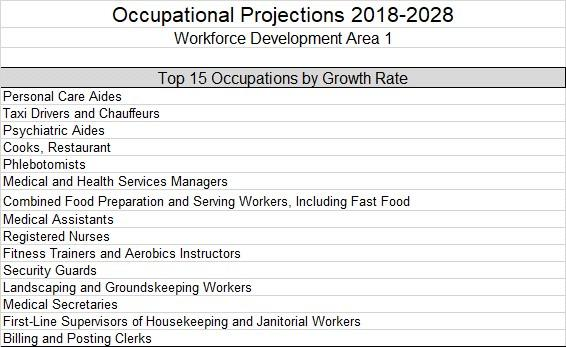 Occupational Projections 2018-2028
Workforce Development Area 1
Top 15 Occupations by Growth Rate
Personal Care Aides
Taxi Drivers and Chauffeurs
Psychiatric Aides
Cooks, Restaurant
Phlebotomists
Medical and Health Services Managers
Combined Food Preparation and Serving Workers, Including Fast Food
Medical Assistants
Registered Nurses
Fitness Trainers and Aerobics Instructors
Security Guards
Landscaping and Groundskeeping Workers
Medical Secretaries
First-Line Supervisors of Housekeeping and Janitorial Workers
Billing and Posting Clerks